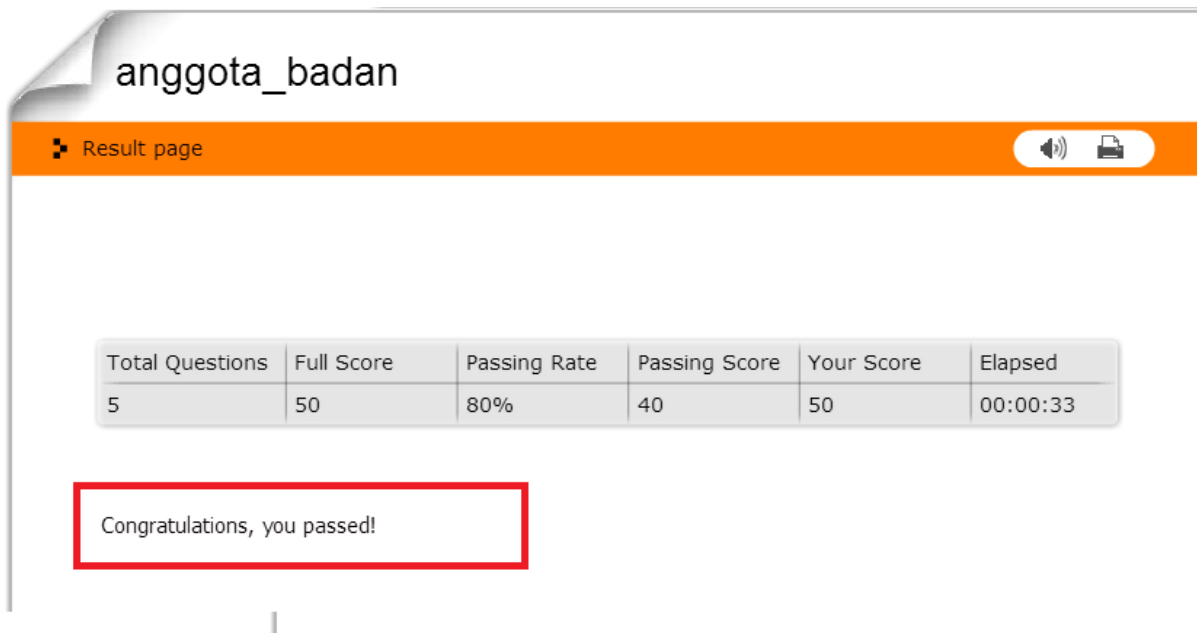 anggota_badan
Result page
Total Questions Full Score Passing Rate Passing Score Your Score Elapsed
5 50 80% 40 50 00:00:33
Congratulations, you passed!